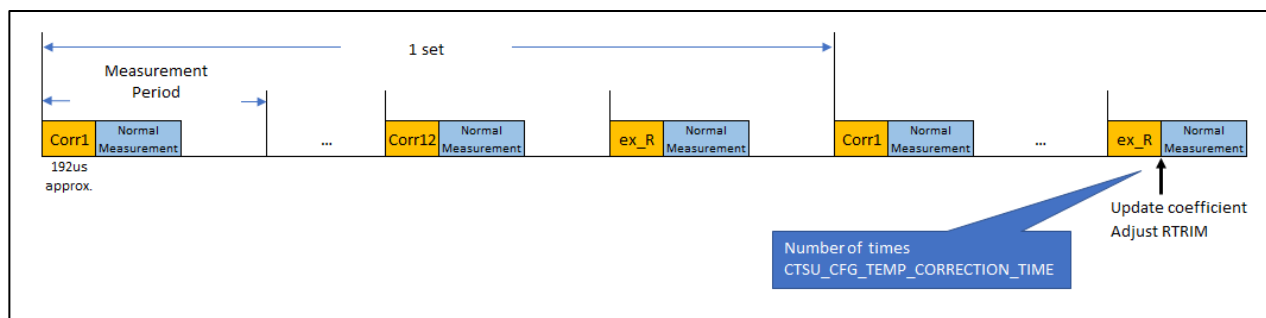 1 set
Measurement
Period
Corr1
Normal
Measurement
...
Corr12
Normal
Measurement
ex_R
Normal
Measurement
Corr1
Normal
Measurement
...
ex_R
Normal
Measurement
192us
approx.
Update coefficient
Adjust RTRIM
Number of times
CTSU_CFG_TEMP_CORRECTION_TIME